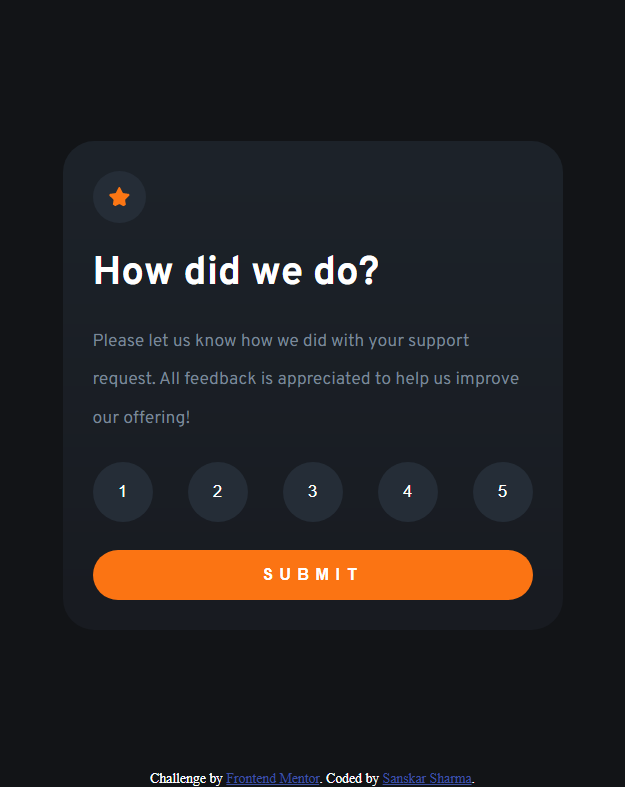 How did we do?
Please let us know how we did with your support
request. All feedback is appreciated to help us improve
our offering!
1 2 3 4 5
SUBMIT
Challenge by Frontend Mentor. Coded by Sanskar Sharma.